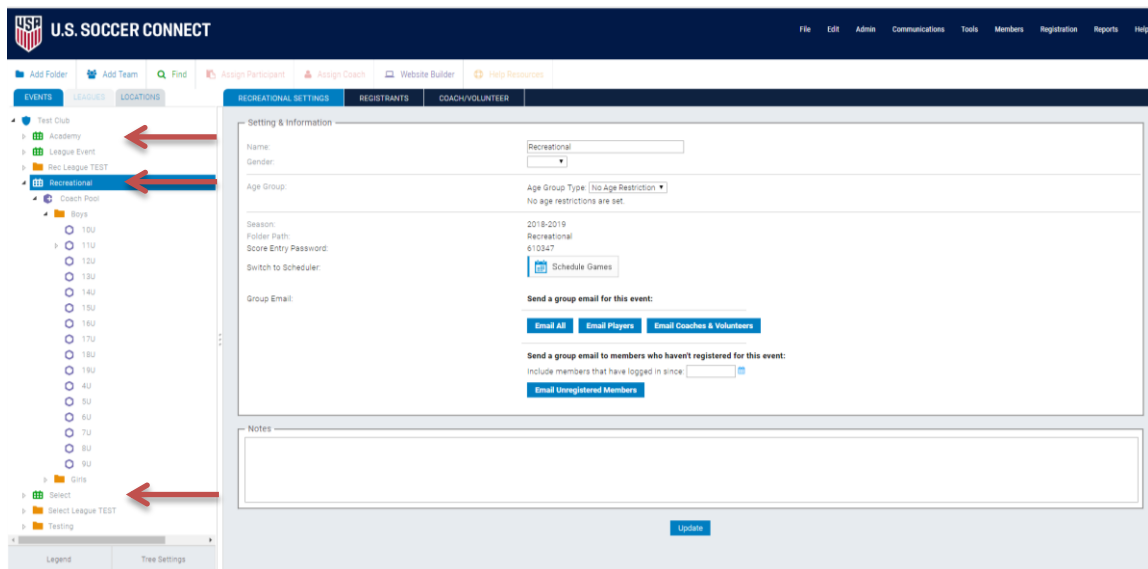 U.S. SOCCER CONNECT
File Edit Admin Communications Tools Members Registration Reports Help
Add Folder Add Team Find Assign Participant Assign Coach Website Builder Help Resources
EVENTS LEAGUES LOCATIONS
RECREATIONAL SETTINGS REGISTRANTS COACH/VOLUNTEER
Test Club
Academy
League Event
Rec League TEST
Recreational
Coach Pool
Boys
10U
11U
12U
13U
14U
15U
16U
17U
18U
19U
4U
5U
6U
7U
8U
9U
Girls
Select
Select League TEST
Testing
Legend Tree Settings
Setting & Information
Name: Recreational
Gender:
Age Group: Age Group Type: No Age Restriction
No age restrictions are set.
Season: 2018-2019
Folder Path: Recreational
Score Entry Password: 610347
Switch to Scheduler: Schedule Games
Group Email: Send a group email for this event:
Email All Email Players Email Coaches & Volunteers
Send a group email to members who haven't registered for this event:
Include members that have logged in since:
Email Unregistered Members
Notes
Update